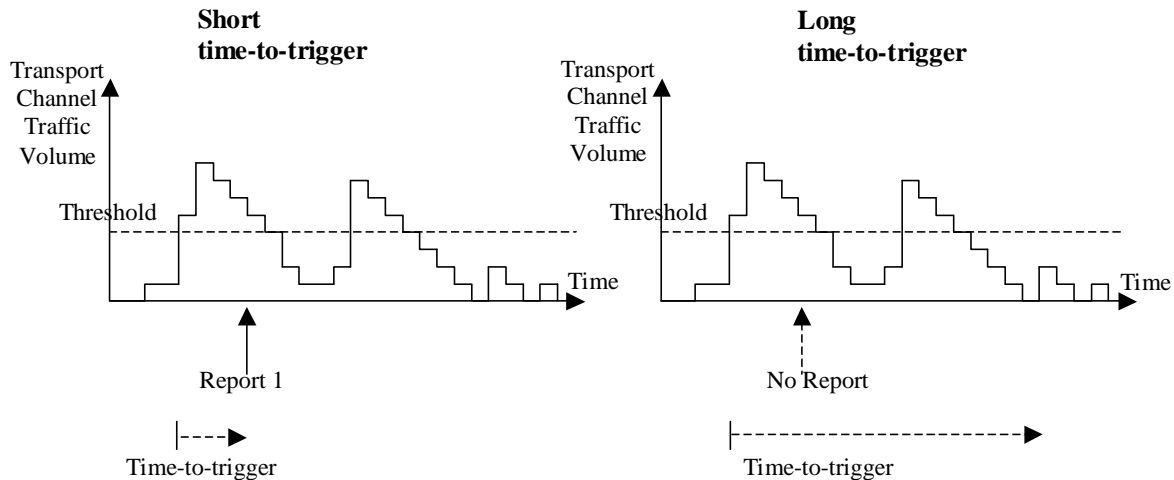 Short
time-to-trigger
Transport
Channel
Traffic
Volume
Threshold
Time
Report 1
Time-to-trigger
Long
time-to-trigger
Transport
Channel
Traffic
Volume
Threshold
Time
No Report
Time-to-trigger